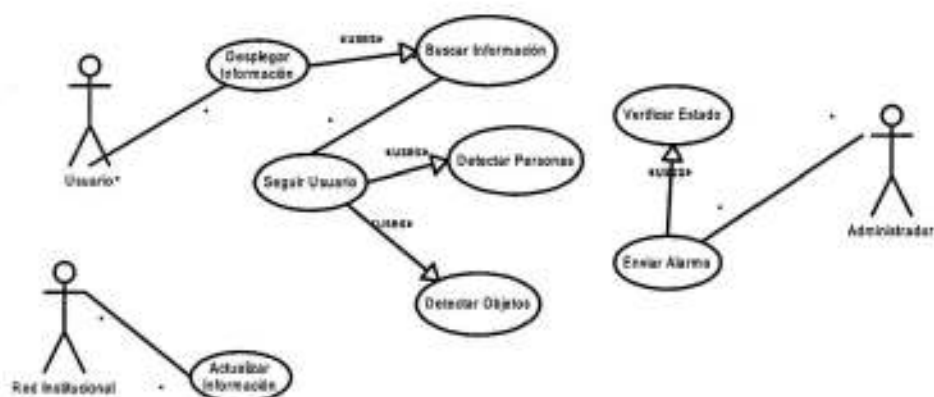 «uses»
Buscar Información
Desplegar
Información
Usuario*
Verificar Estado
«uses»
Detectar Personas
Seguir Usuario
«uses»
«uses»
Administrador
Enviar Alarma
Detectar Objetos
Actualizar
Información
Red Institucional